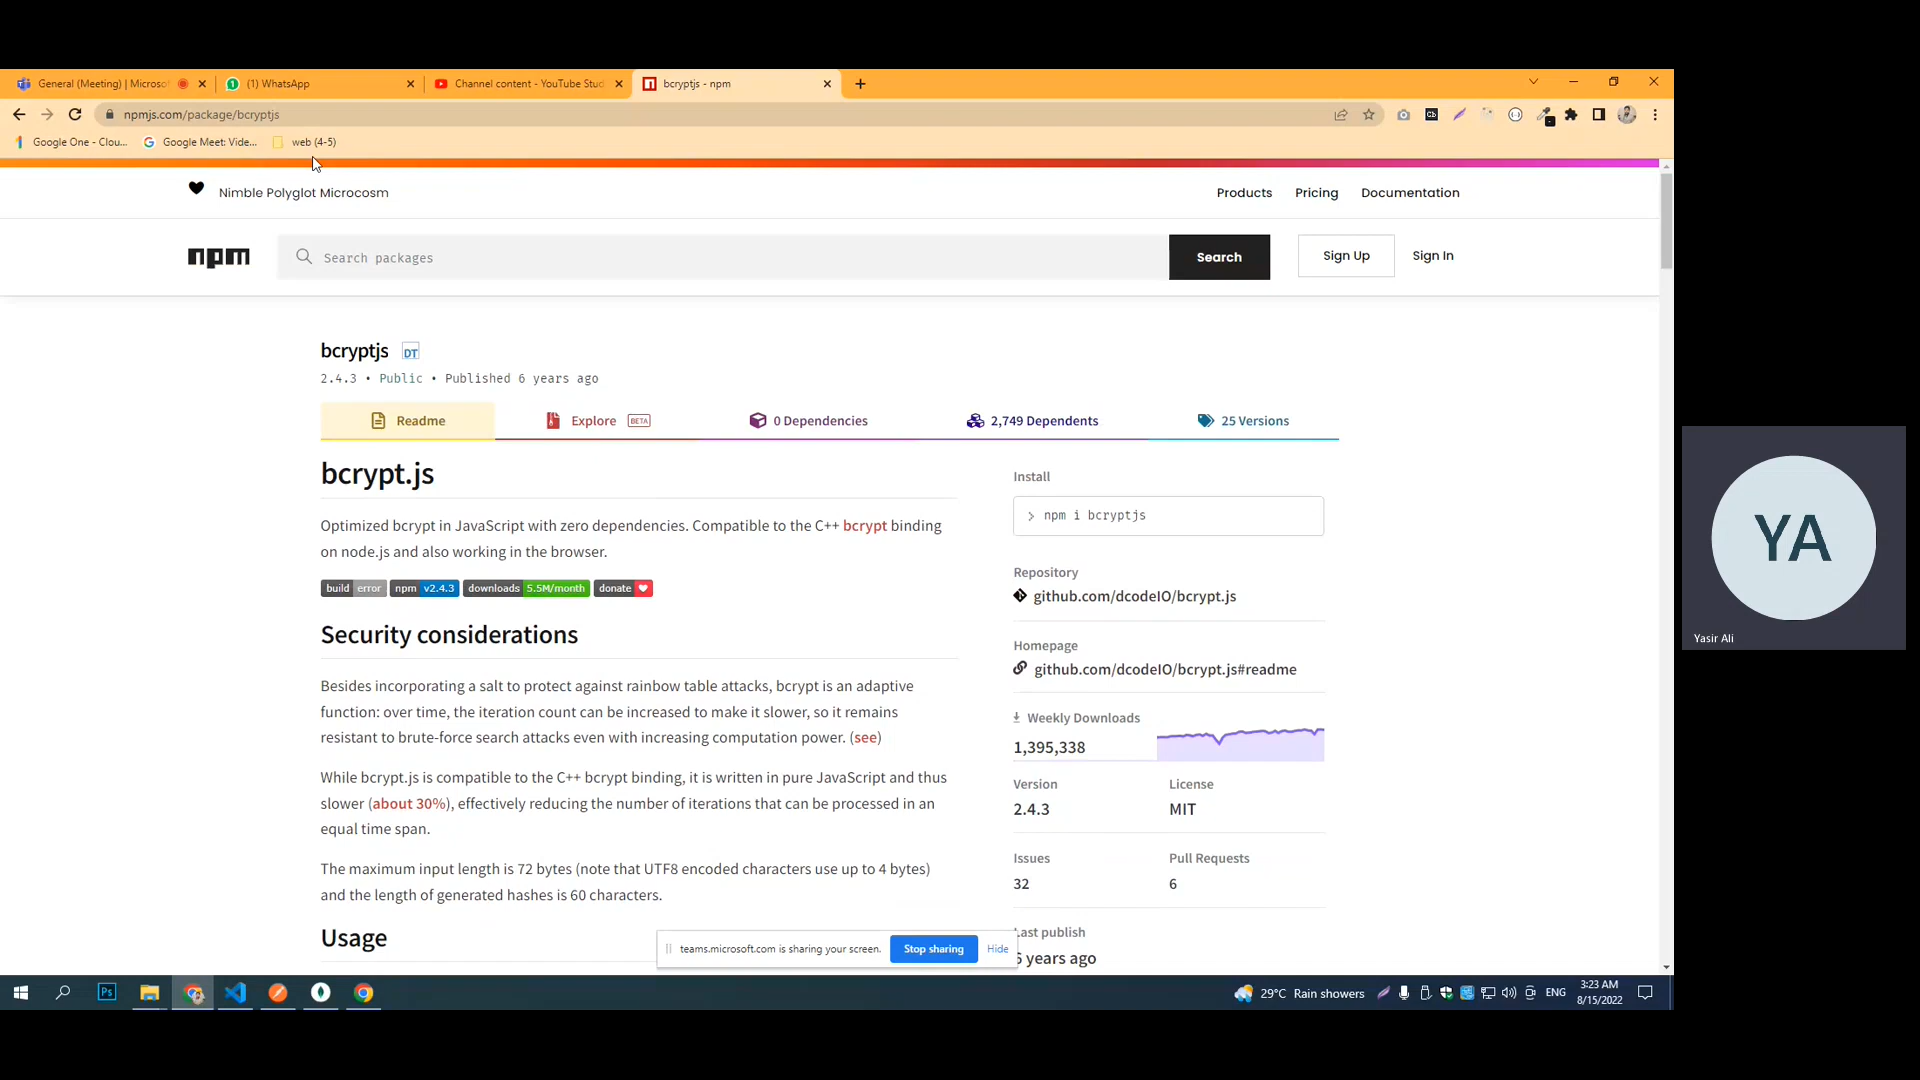 General (Meeting) | Microso
(1) WhatsApp
Channel content - YouTube Stud
bcryptjs - npm
npmjs.com/package/bcryptjs
Google One - Clou...
Google Meet: Vide...
web (4-5)
Nimble Polyglot Microcosm
Products
Pricing
Documentation
npm
Search packages
Search
Sign Up
Sign In
bcryptjs DT
2.4.3 • Public • Published 6 years ago
Readme
Explore BETA
0 Dependencies
2,749 Dependents
25 Versions
bcrypt.js
Optimized bcrypt in JavaScript with zero dependencies. Compatible to the C++ bcrypt binding
on node.js and also working in the browser.
build error npm v2.4.3 downloads 5.5M/month donate
Security considerations
Besides incorporating a salt to protect against rainbow table attacks, bcrypt is an adaptive
function: over time, the iteration count can be increased to make it slower, so it remains
resistant to brute-force search attacks even with increasing computation power. (see)
While bcrypt.js is compatible to the C++ bcrypt binding, it is written in pure JavaScript and thus
slower (about 30%), effectively reducing the number of iterations that can be processed in an
equal time span.
The maximum input length is 72 bytes (note that UTF8 encoded characters use up to 4 bytes)
and the length of generated hashes is 60 characters.
Usage
Install
> npm i bcryptjs
Repository
github.com/dcodeIO/bcrypt.js
Homepage
github.com/dcodeIO/bcrypt.js#readme
Weekly Downloads
1,395,338
Version
License
2.4.3
MIT
Issues
Pull Requests
32
6
Last publish
6 years ago
teams.microsoft.com is sharing your screen.
Stop sharing
Hide
YA
Yasir Ali
Ps
29°C Rain showers
ENG
3:23 AM
8/15/2022